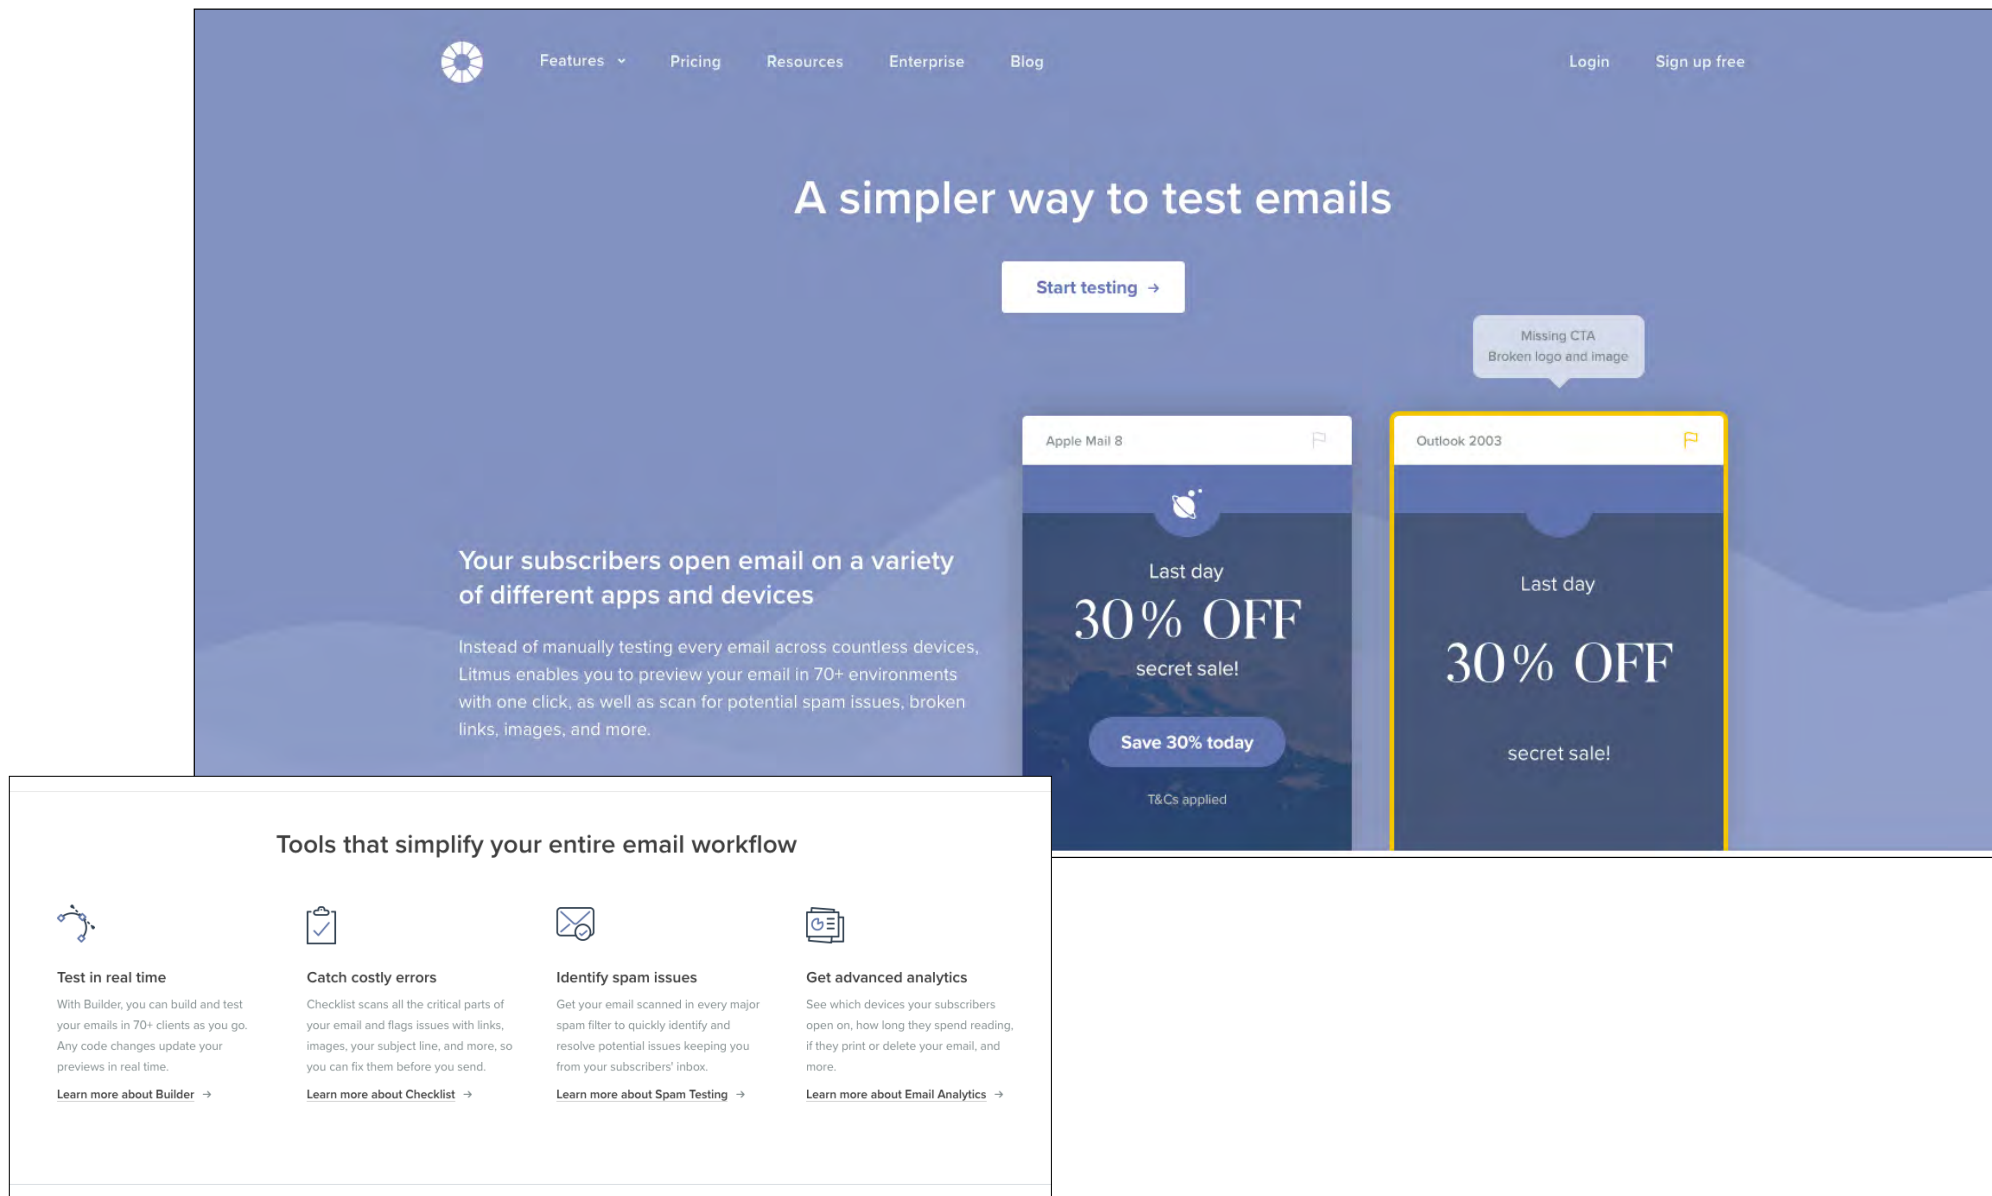 Features
Pricing
Resources
Enterprise
Blog
Login
Sign up free
A simpler way to test emails
Start testing →
Missing CTA
Broken logo and image
Your subscribers open email on a variety
of different apps and devices
Instead of manually testing every email across countless devices,
Litmus enables you to preview your email in 70+ environments
with one click, as well as scan for potential spam issues, broken
links, images, and more.
Apple Mail 8
Last day
30% OFF
secret sale!
Save 30% today
T&Cs applied
Outlook 2003
Last day
30% OFF
secret sale!
Tools that simplify your entire email workflow
Test in real time
With Builder, you can build and test
your emails in 70+ clients as you go.
Any code changes update your
previews in real time.
Learn more about Builder →
Catch costly errors
Checklist scans all the critical parts of
your email and flags issues with links,
images, your subject line, and more, so
you can fix them before you send.
Learn more about Checklist →
Identify spam issues
Get your email scanned in every major
spam filter to quickly identify and
resolve potential issues keeping you
from your subscribers' inbox.
Learn more about Spam Testing →
Get advanced analytics
See which devices your subscribers
open on, how long they spend reading,
if they print or delete your email, and
more.
Learn more about Email Analytics →